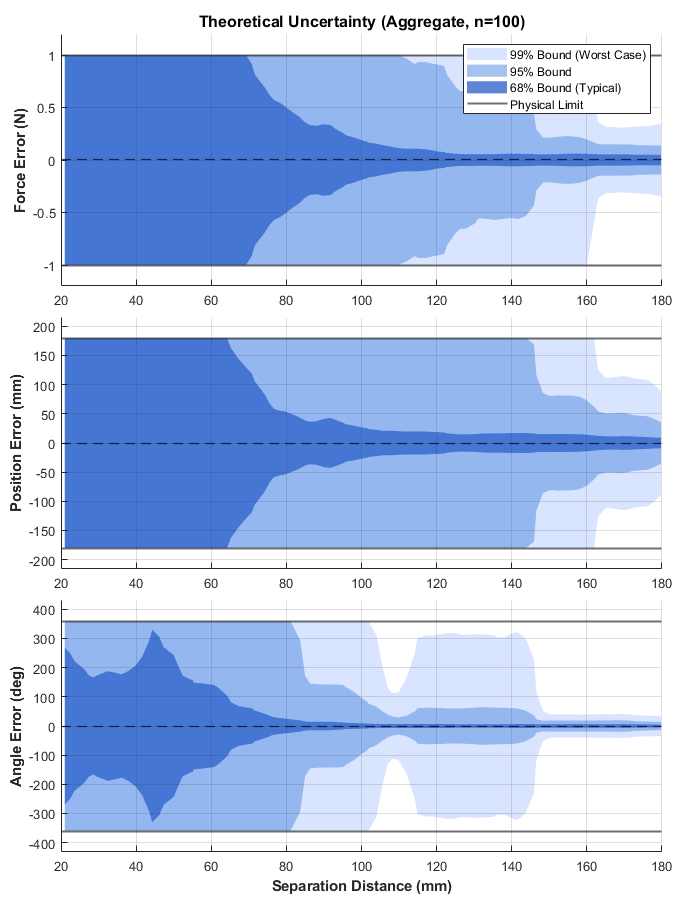 Theoretical Uncertainty (Aggregate, n=100)
99% Bound (Worst Case)
95% Bound
68% Bound (Typical)
Physical Limit
Force Error (N)
1
0.5
0
-0.5
-1
20 40 60 80 100 120 140 160 180
Position Error (mm)
200
150
100
50
0
-50
-100
-150
-200
20 40 60 80 100 120 140 160 180
Angle Error (deg)
400
300
200
100
0
-100
-200
-300
-400
20 40 60 80 100 120 140 160 180
Separation Distance (mm)